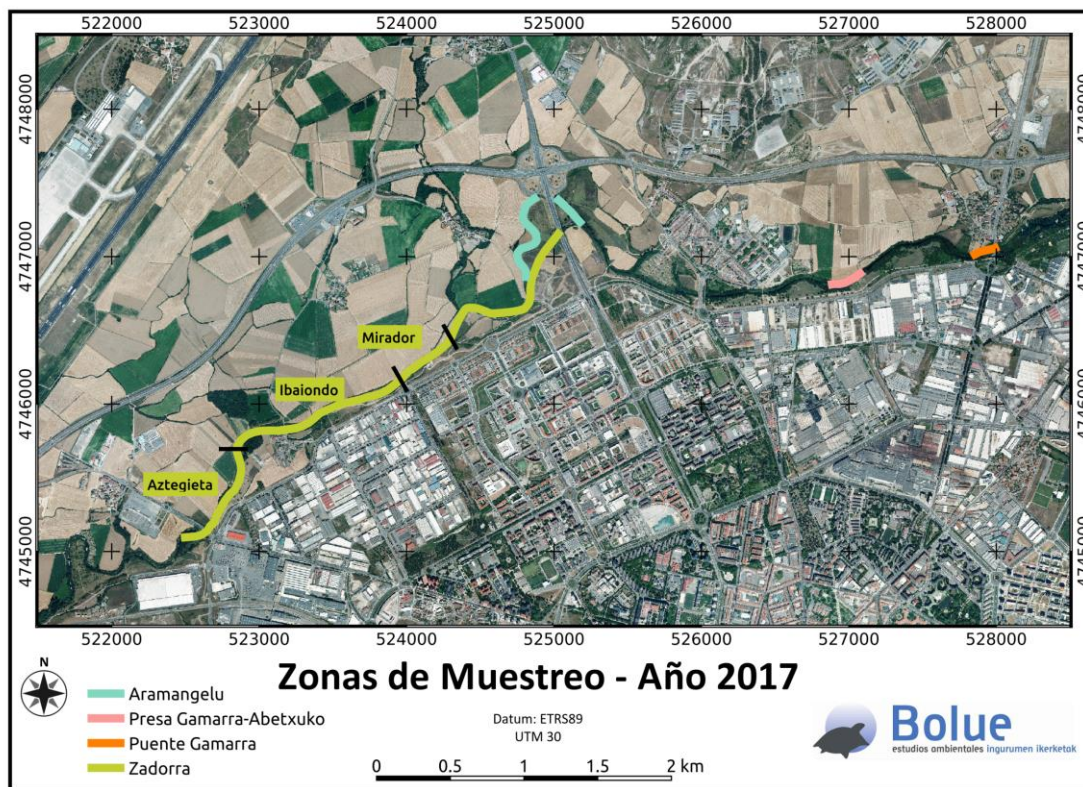 522000 523000 524000 525000 526000 527000 528000
4748000 4748000
4747000 4747000
Mirador
Ibaiondo
4746000 4746000
Aztegieta
4745000 4745000
522000 523000 524000 525000 526000 527000 528000
N
Zonas de Muestreo - Año 2017
Aramangelu
Presa Gamarra-Abetxuko
Puente Gamarra
Zadorra
Datum: ETRS89
UTM 30
0 0.5 1 1.5 2 km
Bolue
estudios ambientales ingurumen ikerketak